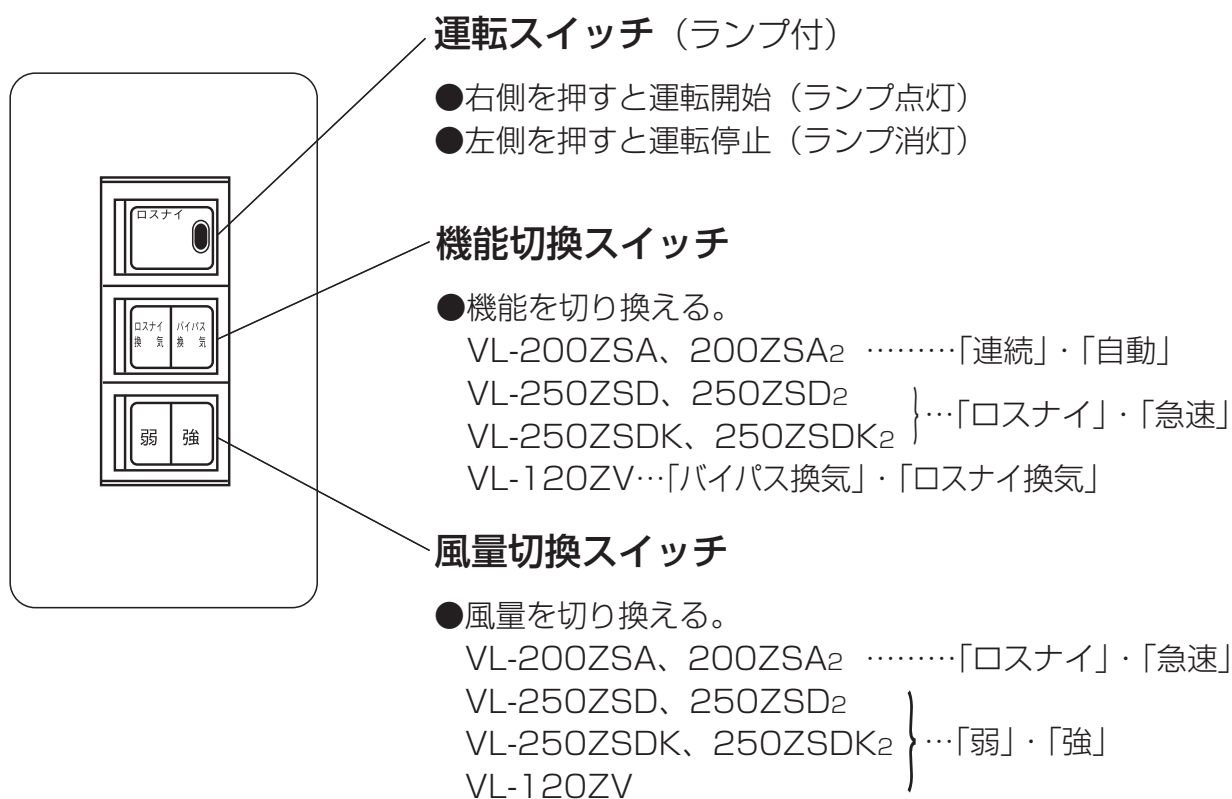 運転スイッチ（ランプ付）
●右側を押すと運転開始（ランプ点灯）
●左側を押すと運転停止（ランプ消灯）
ロスナイ
機能切換スイッチ
●機能を切り換える。
VL-200ZSA、200ZSA2 ………「連続」・「自動」
VL-250ZSD、250ZSD2
VL-250ZSDK、250ZSDK2
…「ロスナイ」・「急速」
VL-120ZV…「バイパス換気」・「ロスナイ換気」
ロスナイ バイパス
換 気 換 気
弱 強
風量切換スイッチ
●風量を切り換える。
VL-200ZSA、200ZSA2 ………「ロスナイ」・「急速」
VL-250ZSD、250ZSD2
VL-250ZSDK、250ZSDK2
VL-120ZV
…「弱」・「強」